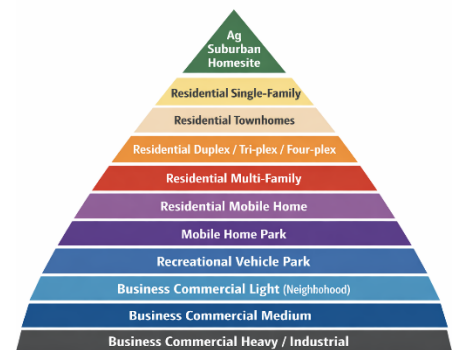 Ag
Suburban
Homesite
Residential Single-Family
Residential Townhomes
Residential Duplex / Tri-plex / Four-plex
Residential Multi-Family
Residential Mobile Home
Mobile Home Park
Recreational Vehicle Park
Business Commercial Light (Neighbohood)
Business Commercial Medium
Business Commercial Heavy / Industrial